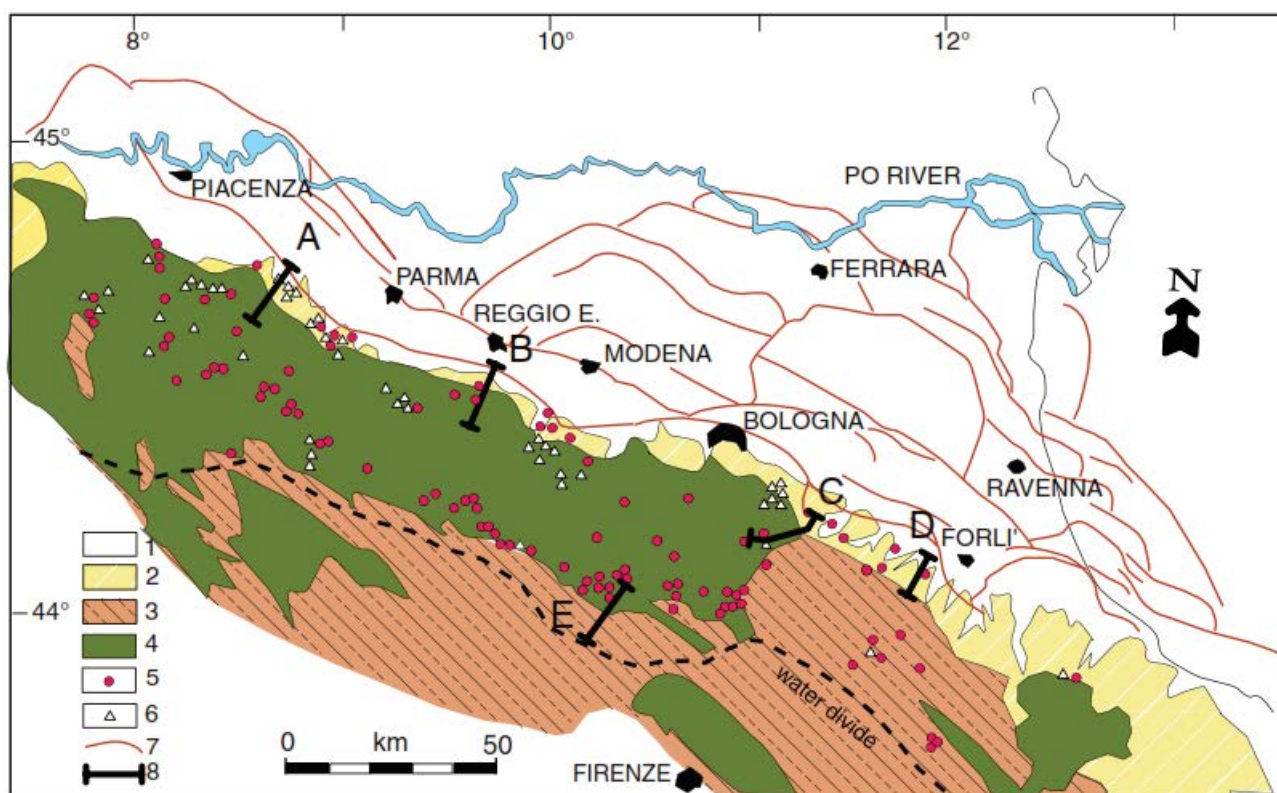 8° 10° 12°
45°
PO RIVER
PIACENZA
A
FERRARA
PARMA
N
REGGIO E.
B
MODENA
BOLOGNA
RAVENNA
C
D
FORLI'
1
2
3
4
5
6
7
8
44°
E
water divide
0 km 50
FIRENZE